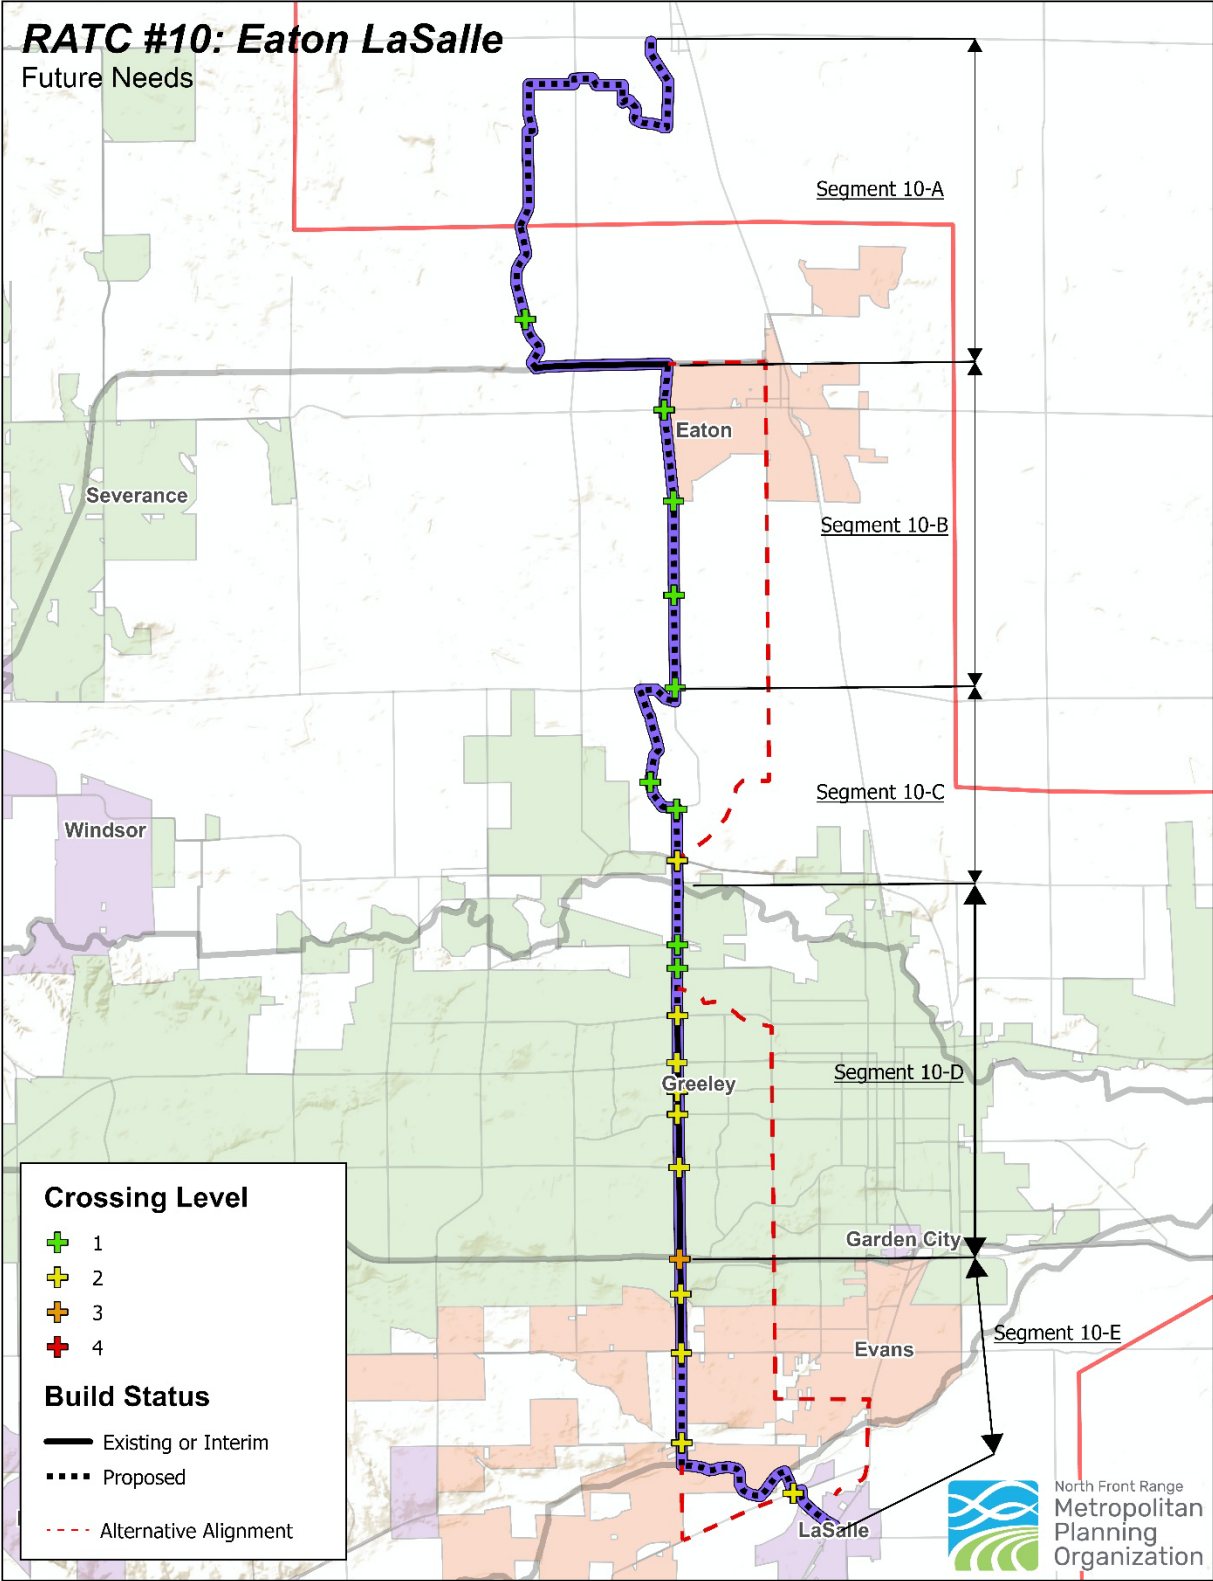 RATC #10: Eaton LaSalle
Future Needs
Segment 10-A
Eaton
Severance
Segment 10-B
Segment 10-C
Windsor
Segment 10-D
Greeley
Garden City
Segment 10-E
Evans
LaSalle
Crossing Level
1
2
3
4
Build Status
Existing or Interim
Proposed
Alternative Alignment
North Front Range
Metropolitan
Planning
Organization